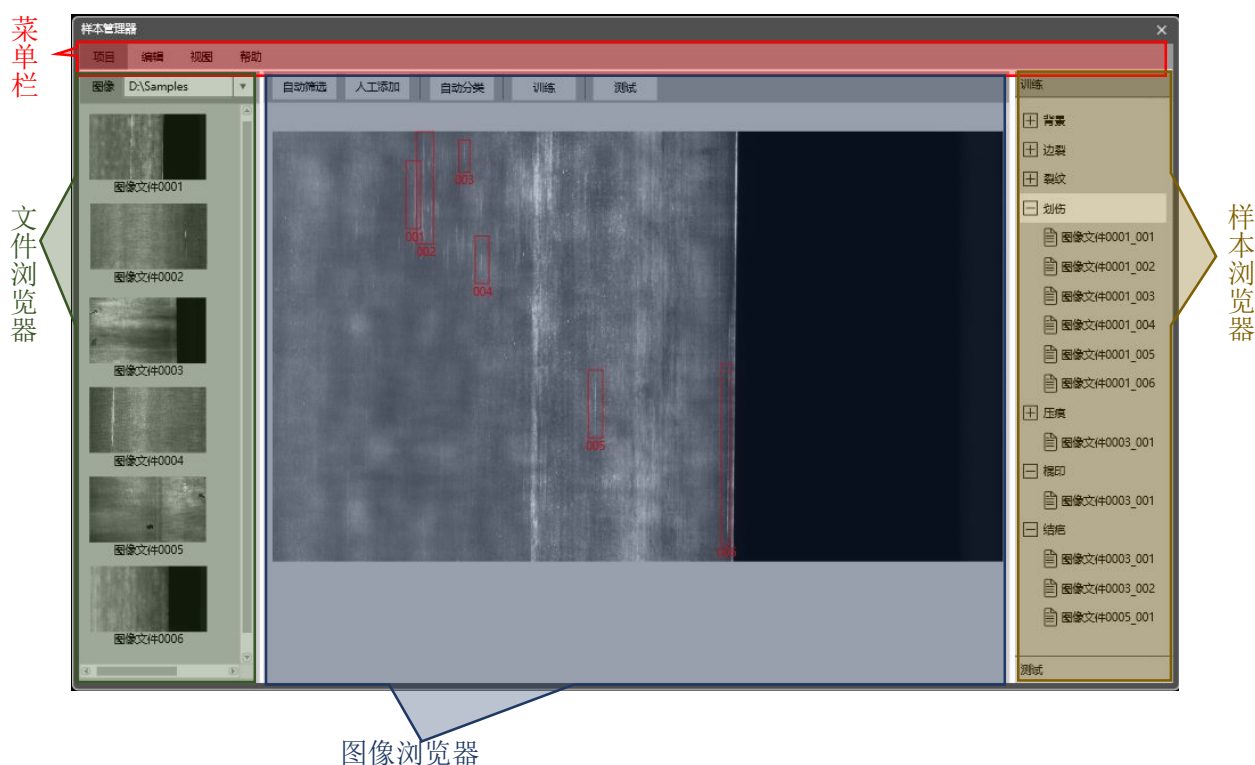 样本管理器
菜单栏
项目 编辑 视图 帮助
图像 D:\Samples
自动筛选 人工添加 自动分类 训练 测试
训练
图像文件0001
图像文件0002
图像文件0003
图像文件0004
图像文件0005
图像文件0006
文件浏览器
001
002
003
004
005
006
背景
边裂
裂纹
划伤
图像文件0001_001
图像文件0001_002
图像文件0001_003
图像文件0001_004
图像文件0001_005
图像文件0001_006
压痕
图像文件0003_001
辊印
图像文件0003_001
结疤
图像文件0003_001
图像文件0003_002
图像文件0005_001
测试
样本浏览器
图像浏览器